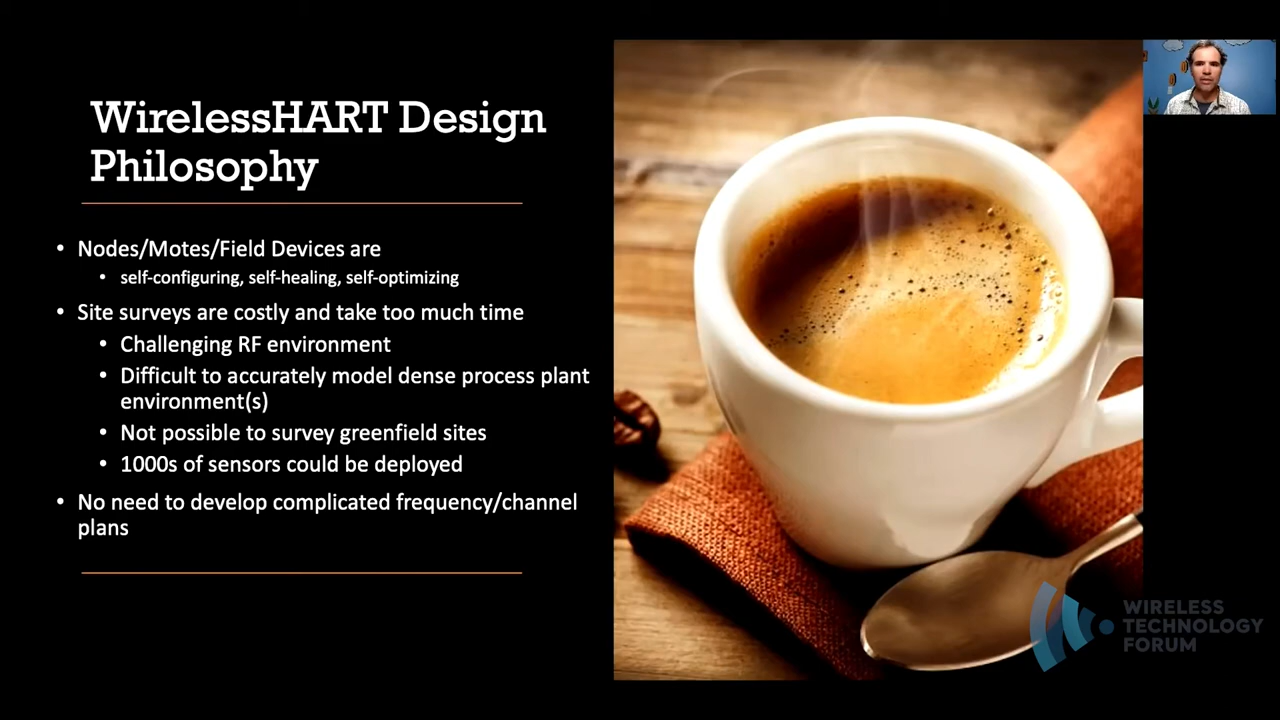 WirelessHART Design
Philosophy
• Nodes/Motes/Field Devices are
• self-configuring, self-healing, self-optimizing
• Site surveys are costly and take too much time
• Challenging RF environment
• Difficult to accurately model dense process plant
environment(s)
• Not possible to survey greenfield sites
• 1000s of sensors could be deployed
• No need to develop complicated frequency/channel
plans
WIRELESS
TECHNOLOGY
FORUM